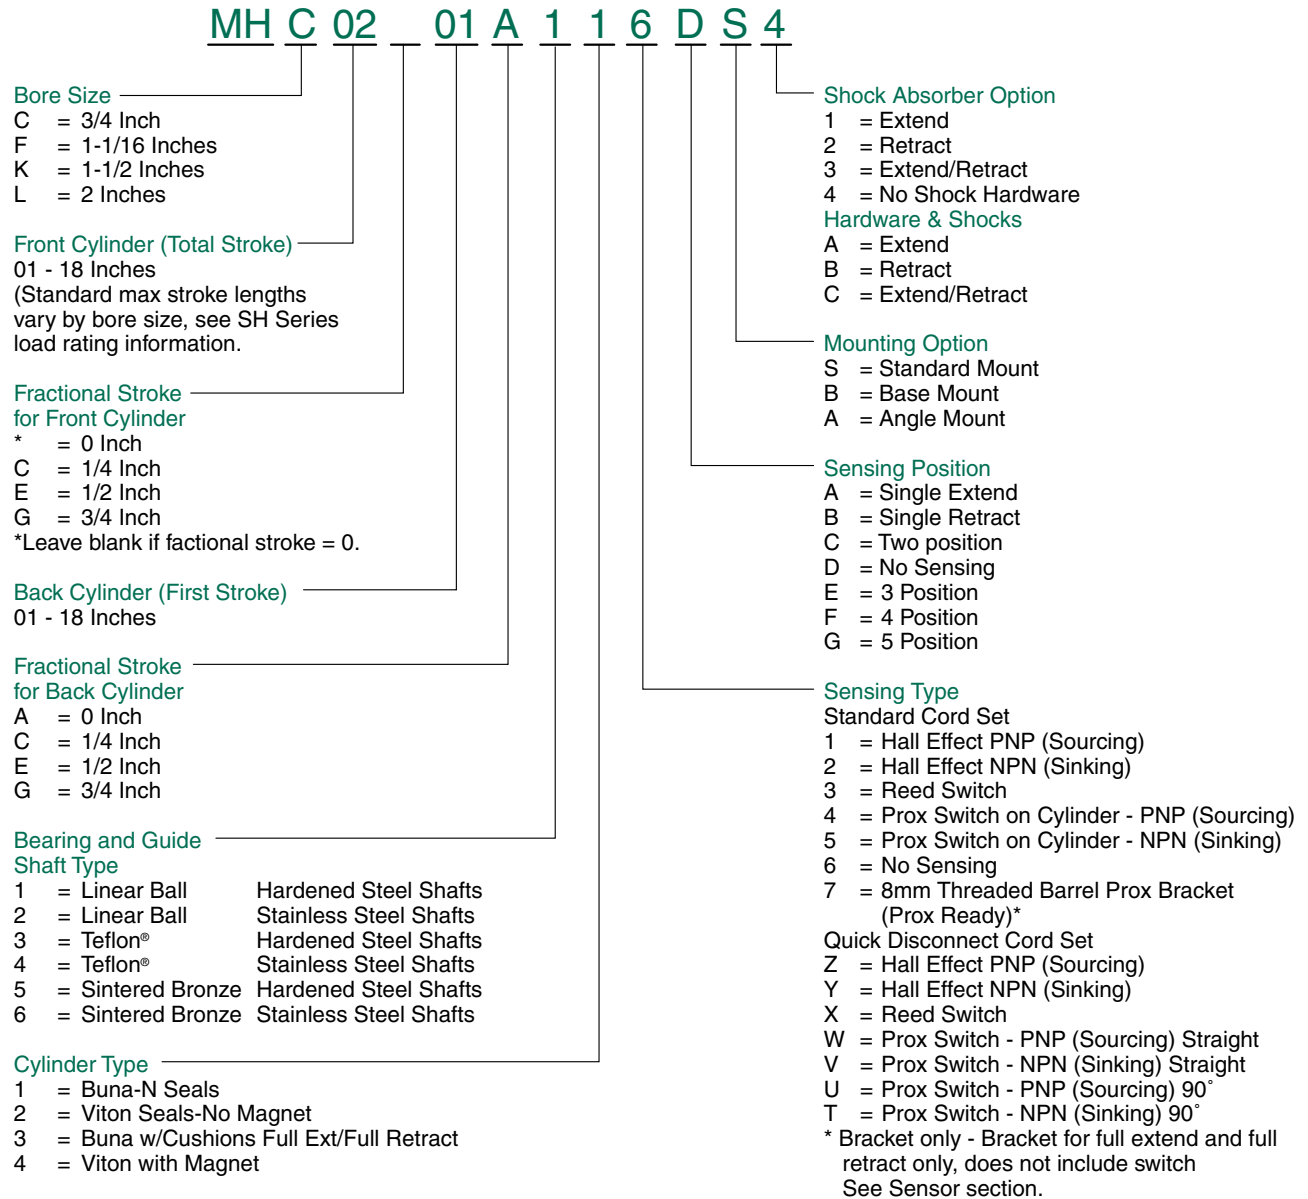 MH C 02 _ 01 A 1 1 6 D S 4
Bore Size
C = 3/4 Inch
F = 1-1/16 Inches
K = 1-1/2 Inches
L = 2 Inches
Front Cylinder (Total Stroke)
01 - 18 Inches
(Standard max stroke lengths
vary by bore size, see SH Series
load rating information.
Fractional Stroke
for Front Cylinder
* = 0 Inch
C = 1/4 Inch
E = 1/2 Inch
G = 3/4 Inch
*Leave blank if factional stroke = 0.
Back Cylinder (First Stroke)
01 - 18 Inches
Fractional Stroke
for Back Cylinder
A = 0 Inch
C = 1/4 Inch
E = 1/2 Inch
G = 3/4 Inch
Bearing and Guide
Shaft Type
1 = Linear Ball Hardened Steel Shafts
2 = Linear Ball Stainless Steel Shafts
3 = Teflon® Hardened Steel Shafts
4 = Teflon® Stainless Steel Shafts
5 = Sintered Bronze Hardened Steel Shafts
6 = Sintered Bronze Stainless Steel Shafts
Cylinder Type
1 = Buna-N Seals
2 = Viton Seals-No Magnet
3 = Buna w/Cushions Full Ext/Full Retract
4 = Viton with Magnet
Shock Absorber Option
1 = Extend
2 = Retract
3 = Extend/Retract
4 = No Shock Hardware
Hardware & Shocks
A = Extend
B = Retract
C = Extend/Retract
Mounting Option
S = Standard Mount
B = Base Mount
A = Angle Mount
Sensing Position
A = Single Extend
B = Single Retract
C = Two position
D = No Sensing
E = 3 Position
F = 4 Position
G = 5 Position
Sensing Type
Standard Cord Set
1 = Hall Effect PNP (Sourcing)
2 = Hall Effect NPN (Sinking)
3 = Reed Switch
4 = Prox Switch on Cylinder - PNP (Sourcing)
5 = Prox Switch on Cylinder - NPN (Sinking)
6 = No Sensing
7 = 8mm Threaded Barrel Prox Bracket
(Prox Ready)*
Quick Disconnect Cord Set
Z = Hall Effect PNP (Sourcing)
Y = Hall Effect NPN (Sinking)
X = Reed Switch
W = Prox Switch - PNP (Sourcing) Straight
V = Prox Switch - NPN (Sinking) Straight
U = Prox Switch - PNP (Sourcing) 90˚
T = Prox Switch - NPN (Sinking) 90˚
* Bracket only - Bracket for full extend and full
retract only, does not include switch
See Sensor section.